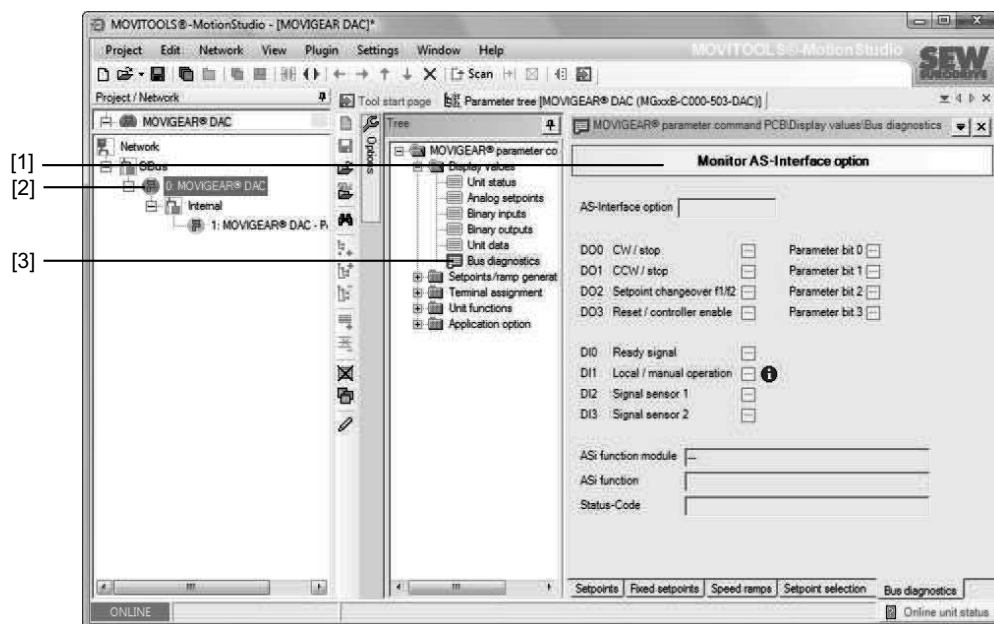 MOVITOOLS®-MotionStudio - [MOVIGEAR DAC]*
Project Edit Network View Plugin Settings Window Help
MOVITOOLS®-MotionStudio
SEW
EURODRIVE
Scan
Project / Network
Tool start page
Parameter tree [MOVIGEAR® DAC (MGxxB-C000-503-DAC)]
MOVIGEAR® DAC
Network
SBus
[2]
0: MOVIGEAR® DAC
Internal
1: MOVIGEAR® DAC - Pa
Options
Tree
MOVIGEAR® parameter co
[1]
Display values
Unit status
Analog setpoints
Binary inputs
Binary outputs
Unit data
[3]
Bus diagnostics
Setpoints/ramp generat
Terminal assignment
Unit functions
Application option
MOVIGEAR® parameter command PCB\Display values\Bus diagnostics
Monitor AS-Interface option
AS-Interface option
DO0 CW / stop --- Parameter bit 0 ---
DO1 CCW / stop --- Parameter bit 1 ---
DO2 Setpoint changeover f1/f2 --- Parameter bit 2 ---
DO3 Reset / controller enable --- Parameter bit 3 ---
DI0 Ready signal ---
DI1 Local / manual operation --- i
DI2 Signal sensor 1 ---
DI3 Signal sensor 2 ---
ASi function module ---
ASi function
Status-Code
Setpoints Fixed setpoints Speed ramps Setpoint selection Bus diagnostics
ONLINE
Online unit status